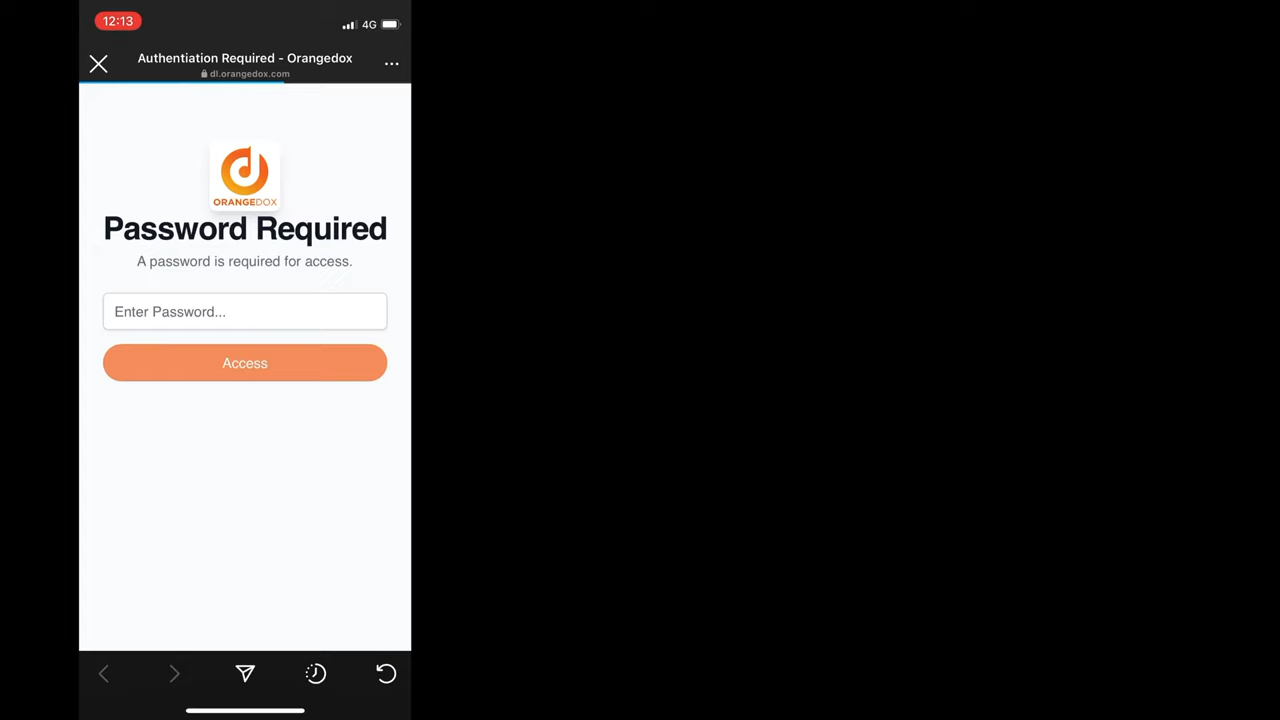 12:13
4G
Authentiation Required - Orangedox
dl.orangedox.com
ORANGEDOX
Password Required
A password is required for access.
Enter Password...
Access